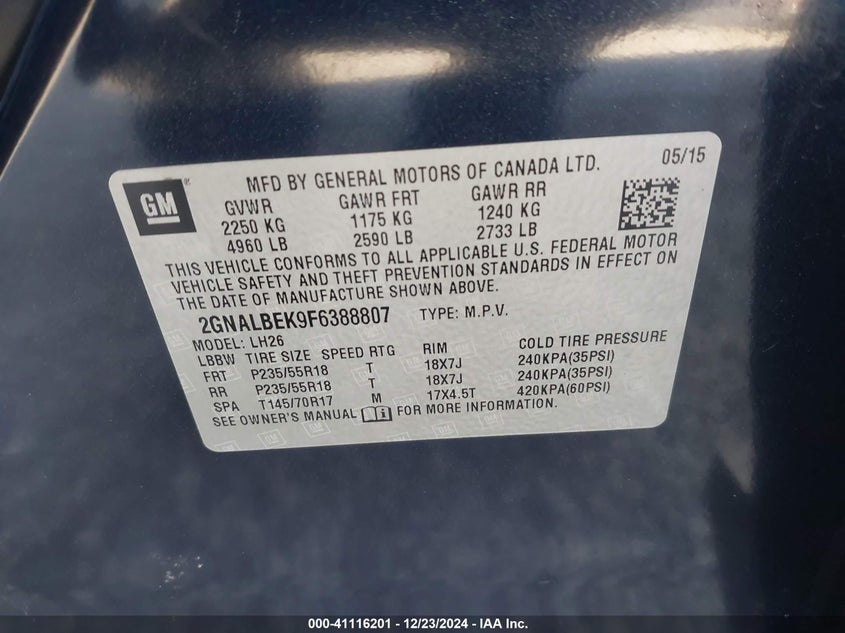 GM
MFD BY GENERAL MOTORS OF CANADA LTD. 05/15
GVWR GAWR FRT GAWR RR
2250 KG 1175 KG 1240 KG
4960 LB 2590 LB 2733 LB
THIS VEHICLE CONFORMS TO ALL APPLICABLE U.S. FEDERAL MOTOR
VEHICLE SAFETY AND THEFT PREVENTION STANDARDS IN EFFECT ON
THE DATE OF MANUFACTURE SHOWN ABOVE.
2GNALBEK9F6388807 TYPE: M.P.V.
MODEL: LH26
LBBW TIRE SIZE SPEED RTG RIM COLD TIRE PRESSURE
FRT P235/55R18 T 18X7J 240KPA(35PSI)
RR P235/55R18 T 18X7J 240KPA(35PSI)
SPA T145/70R17 M 17X4.5T 420KPA(60PSI)
SEE OWNER'S MANUAL FOR MORE INFORMATION.
000-41116201 - 12/23/2024 - IAA Inc.